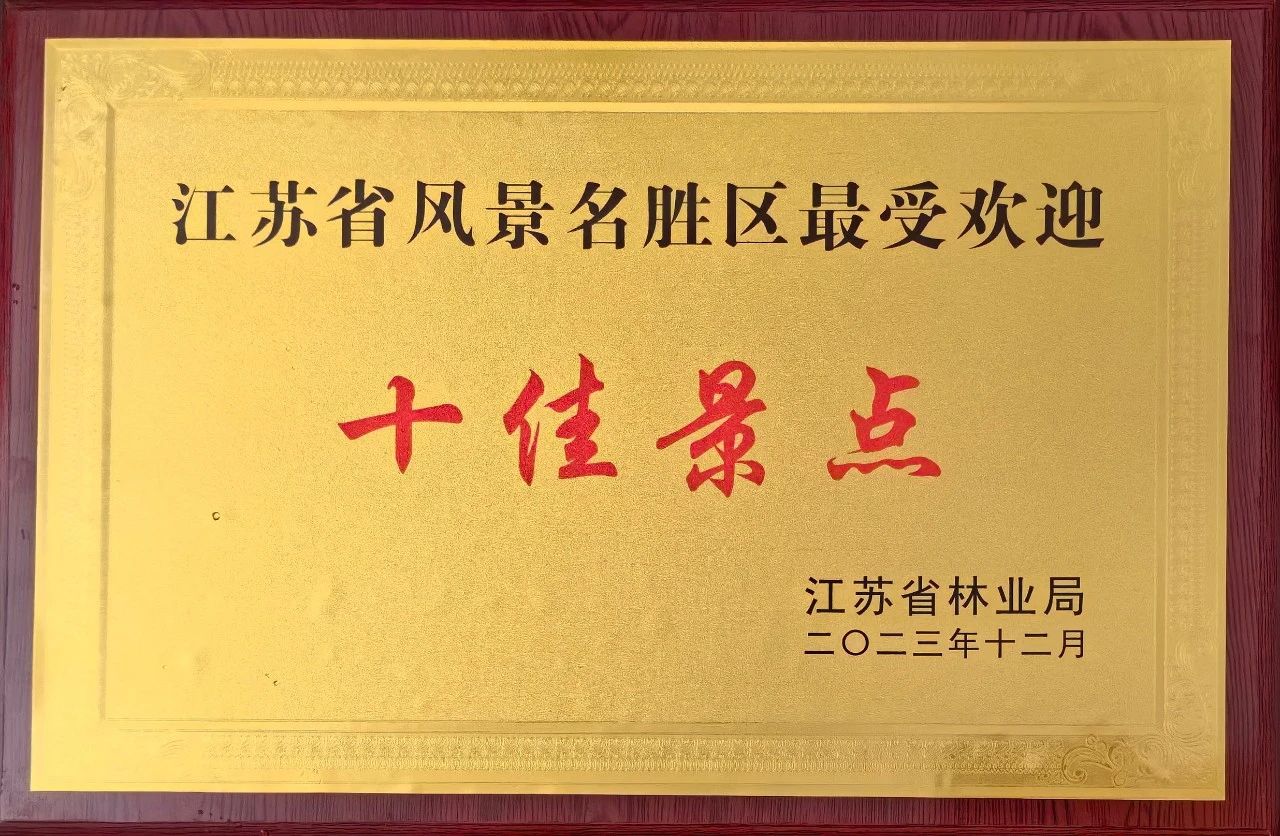 江苏省风景名胜区最受欢迎
十佳景点
江苏省林业局
二〇二三年十二月